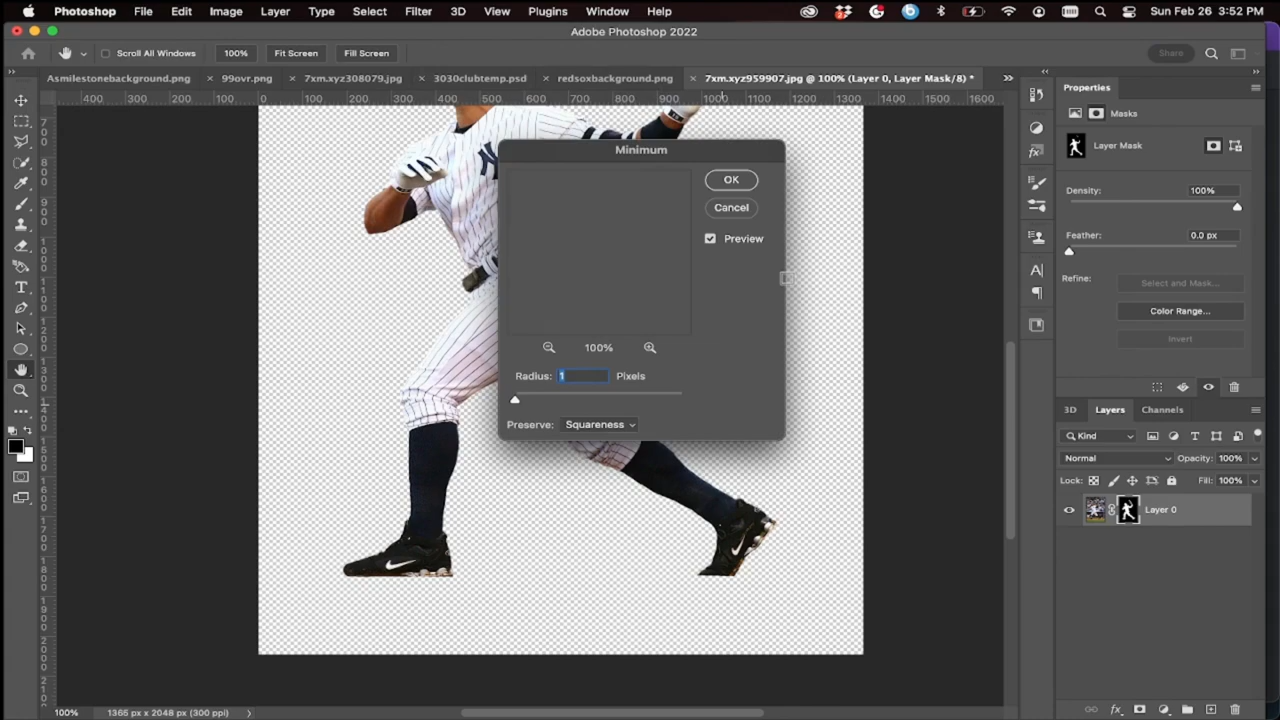 Photoshop File Edit Image Layer Type Select Filter 3D View Plugins Window Help Sun Feb 26 3:52 PM
Adobe Photoshop 2022
Scroll All Windows 100% Fit Screen Fill Screen Share
Asmilestonebackground.png × 99ovr.png × 7xm.xyz308079.jpg × 3030clubtemp.psd × redsoxbackground.png × 7xm.xyz959907.jpg @ 100% (Layer 0, Layer Mask/8) * »
400 300 200 100 0 100 200 300 400 500 600 700 800 900 1000 1100 1200 1300 1400 1500 1600
Properties
Masks
Layer Mask
Density: 100%
Feather: 0.0 px
Refine: Select and Mask...
Color Range...
Invert
Minimum
OK
Cancel
Preview
100%
Radius: 1 Pixels
Preserve: Squareness
3D Layers Channels
Kind
Normal Opacity: 100%
Lock: Fill: 100%
Layer 0
100% 1365 px x 2048 px (300 ppi)